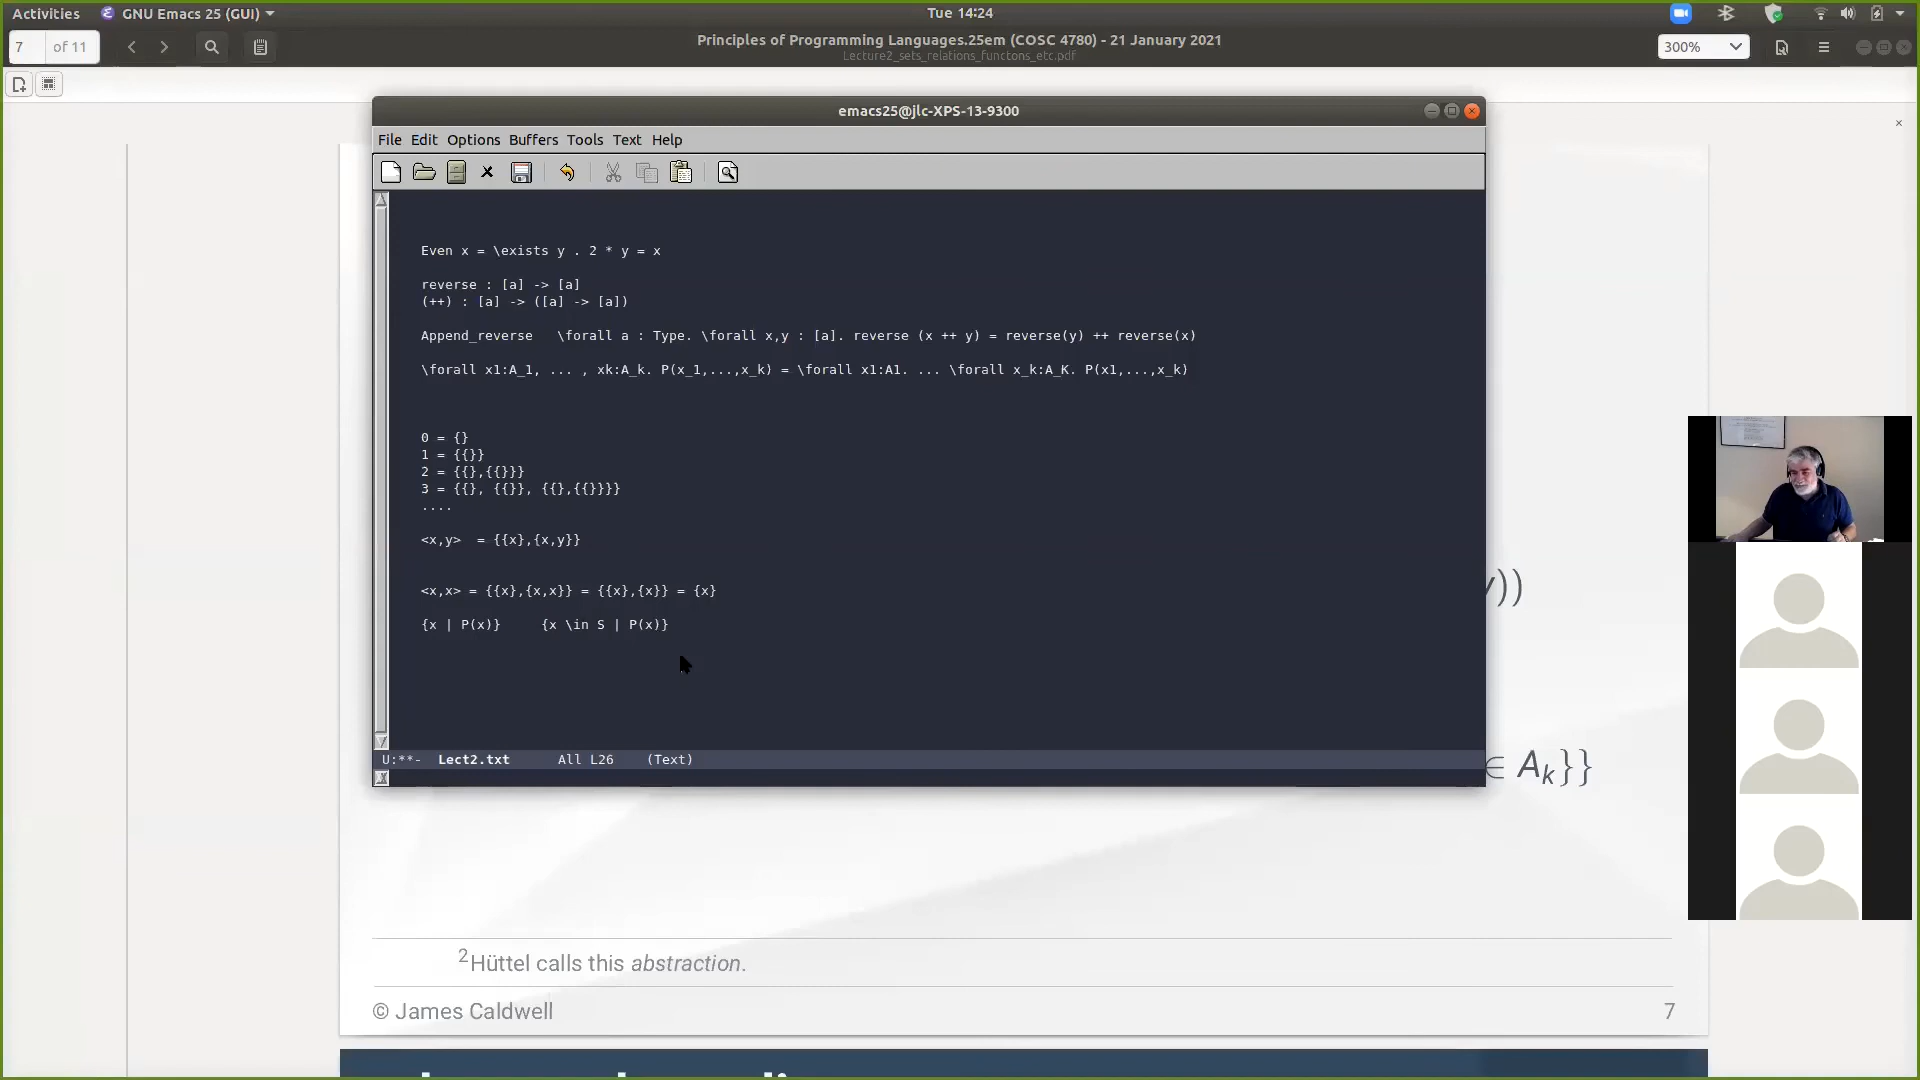 Activities GNU Emacs 25 (GUI) Tue 14:24
7 of 11 Principles of Programming Languages.25em (COSC 4780) - 21 January 2021 300%
Lecture2_sets_relations_functons_etc.pdf
emacs25@jlc-XPS-13-9300
File Edit Options Buffers Tools Text Help
Even x = \exists y . 2 * y = x
reverse : [a] -> [a]
(++) : [a] -> ([a] -> [a])
Append_reverse \forall a : Type. \forall x,y : [a]. reverse (x ++ y) = reverse(y) ++ reverse(x)
\forall x1:A_1, ... , xk:A_k. P(x_1,...,x_k) = \forall x1:A1. ... \forall x_k:A_K. P(x1,...,x_k)
0 = {}
1 = {{}}
2 = {{},{{}}}
3 = {{}, {{}}, {{},{{}}}}
....
<x,y> = {{x},{x,y}}
<x,x> = {{x},{x,x}} = {{x},{x}} = {x}
{x | P(x)} {x \in S | P(x)}
U:**- Lect2.txt All L26 (Text)
))
∈ Ak}}
2Hüttel calls this abstraction.
© James Caldwell 7